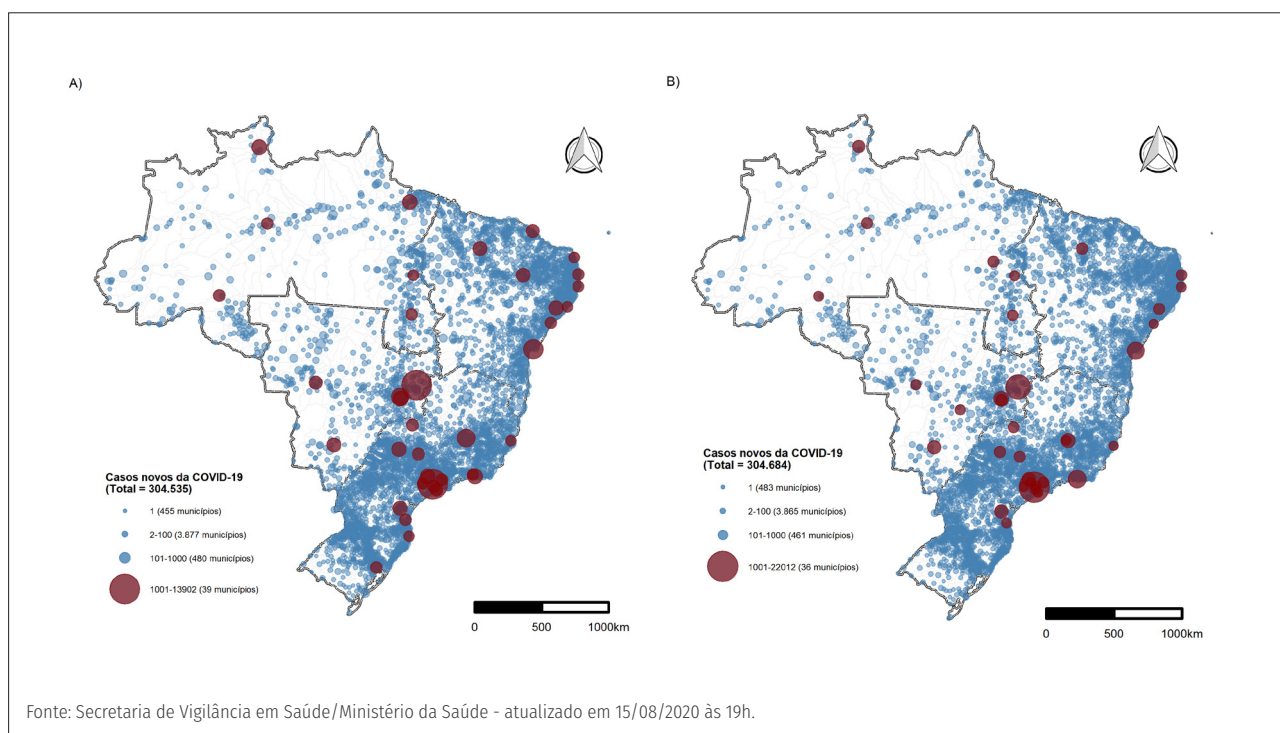 A)
Casos novos da COVID-19
(Total = 304.535)
1 (455 municípios)
2-100 (3.877 municípios)
101-1000 (480 municípios)
1001-13902 (39 municípios)
0 500 1000km
B)
Casos novos da COVID-19
(Total = 304.684)
1 (483 municípios)
2-100 (3.865 municípios)
101-1000 (461 municípios)
1001-22012 (36 municípios)
0 500 1000km
Fonte: Secretaria de Vigilância em Saúde/Ministério da Saúde - atualizado em 15/08/2020 às 19h.